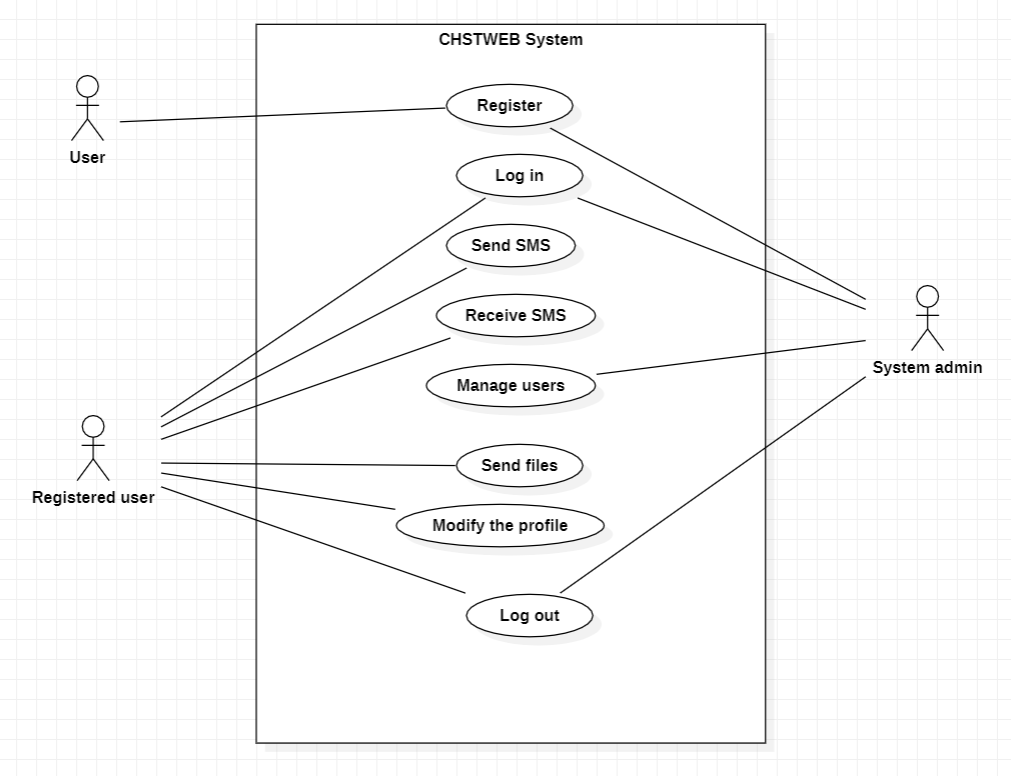 CHSTWEB System
Register
User
Log in
Send SMS
Receive SMS
System admin
Manage users
Send files
Registered user
Modify the profile
Log out